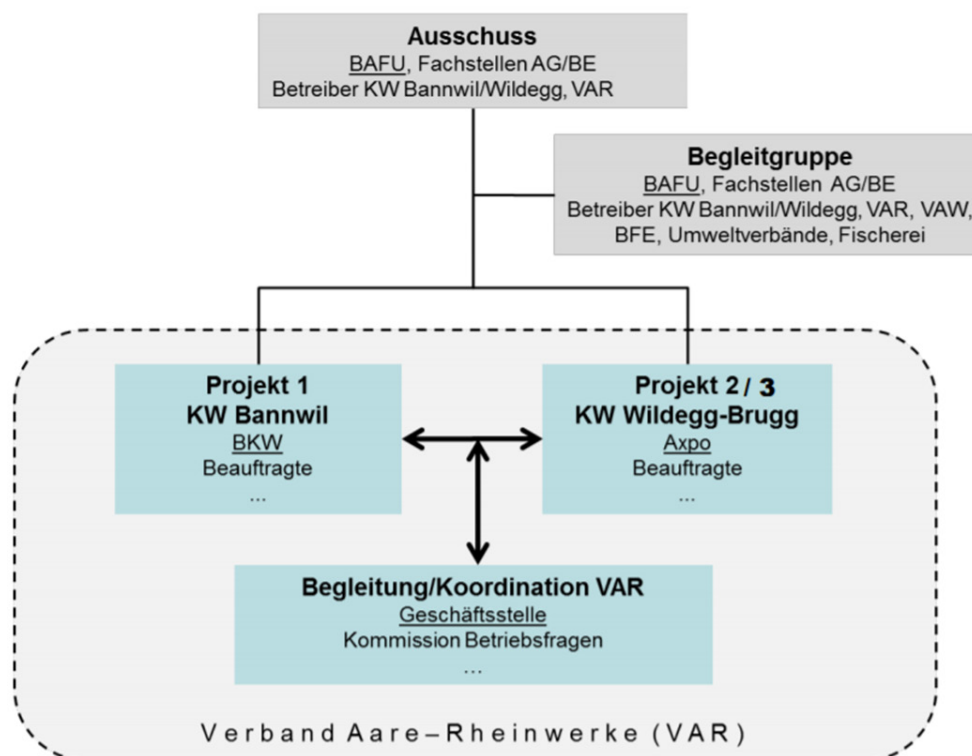 Ausschuss
BAFU, Fachstellen AG/BE
Betreiber KW Bannwil/Wildegg, VAR
Begleitgruppe
BAFU, Fachstellen AG/BE
Betreiber KW Bannwil/Wildegg, VAR, VAW,
BFE, Umweltverbände, Fischerei
Projekt 1
KW Bannwil
BKW
Beauftragte
...
Projekt 2 / 3
KW Wildegg-Brugg
Axpo
Beauftragte
...
Begleitung/Koordination VAR
Geschäftsstelle
Kommission Betriebsfragen
...
Verband Aare–Rheinwerke (VAR)